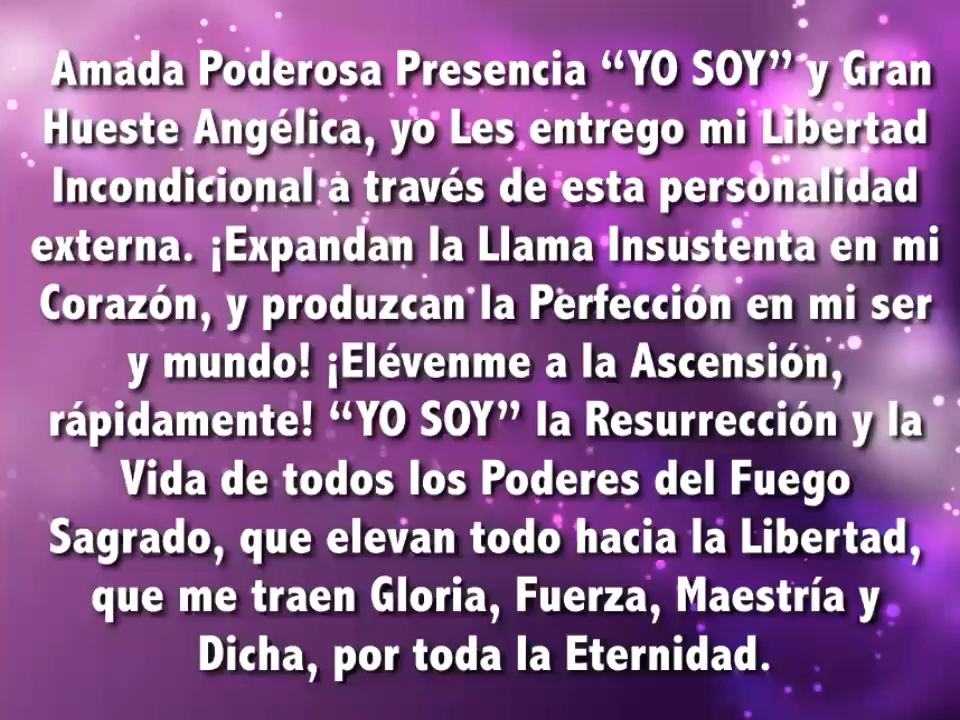 Amada Poderosa Presencia “YO SOY” y Gran
Hueste Angélica, yo Les entrego mi Libertad
Incondicional a través de esta personalidad
externa. ¡Expandan la Llama Insustenta en mi
Corazón, y produzcan la Perfección en mi ser
y mundo! ¡Elévenme a la Ascensión,
rápidamente! “YO SOY” la Resurrección y la
Vida de todos los Poderes del Fuego
Sagrado, que elevan todo hacia la Libertad,
que me traen Gloria, Fuerza, Maestría y
Dicha, por toda la Eternidad.